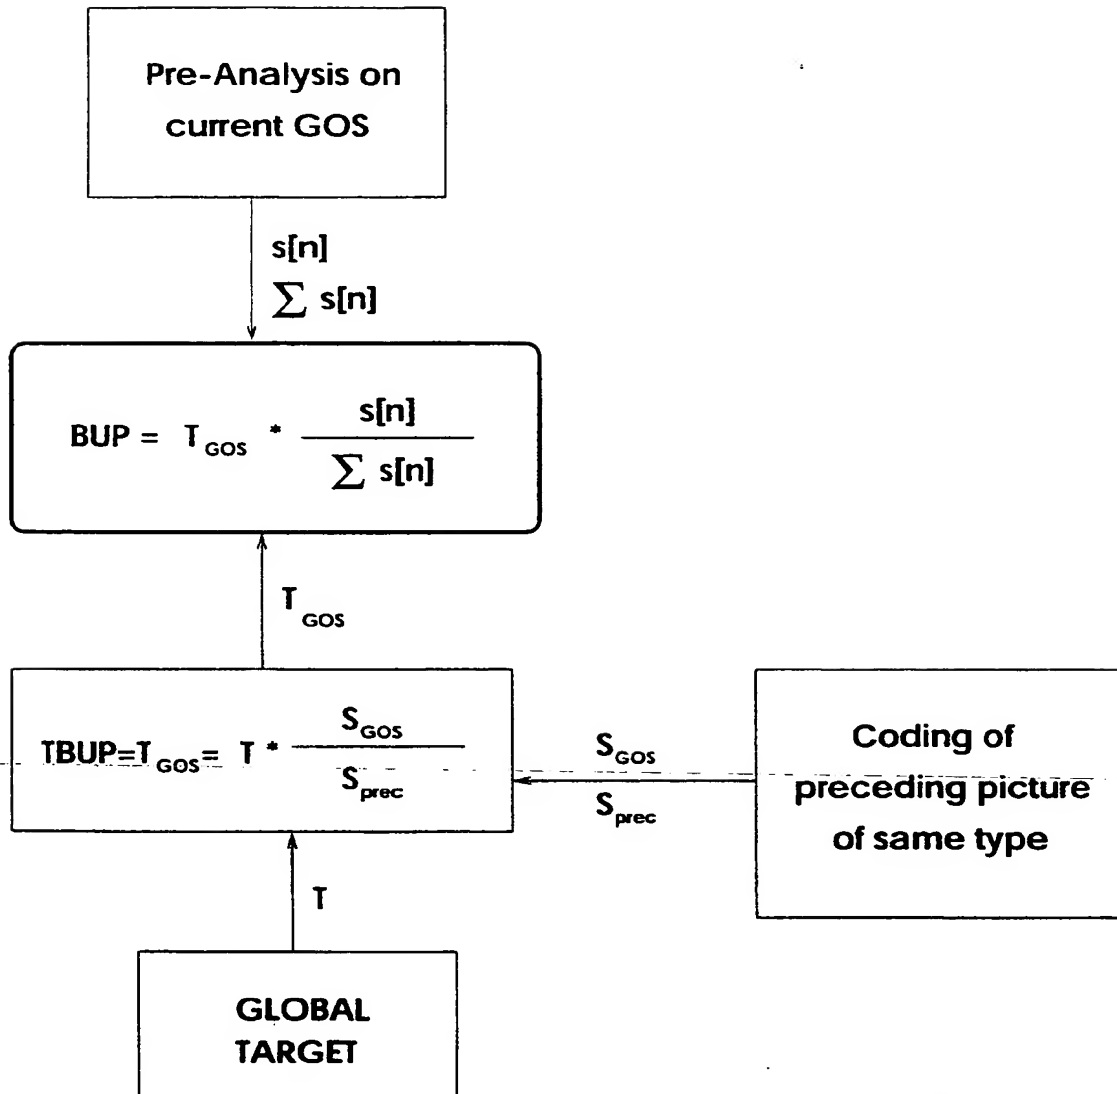 Pre-Analysis on
current GOS
s[n]
∑ s[n]
BUP = T_GOS * s[n] / ∑ s[n]
T_GOS
TBUP=T_GOS= T * S_GOS / S_prec
S_GOS
S_prec
Coding of
preceding picture
of same type
T
GLOBAL
TARGET